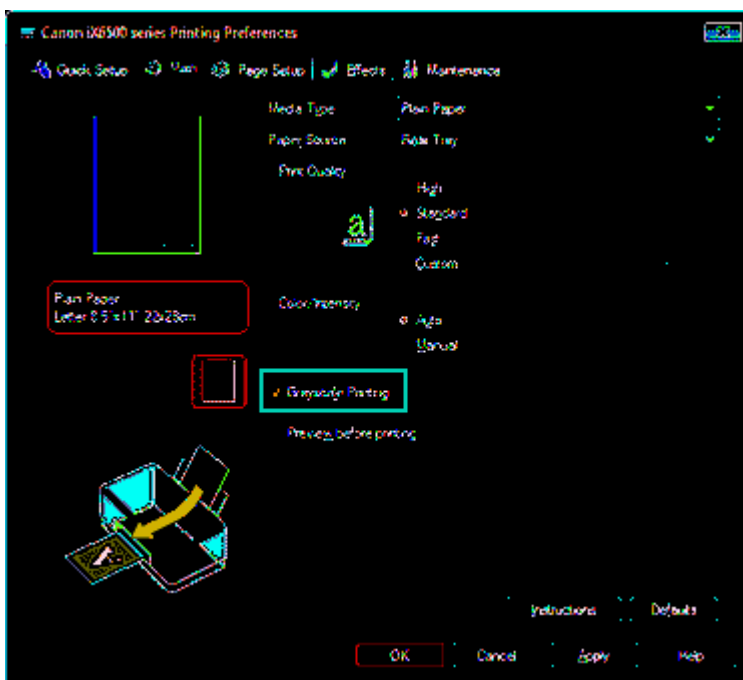 Canon iX6500 series Printing Preferences
Quick Setup Main Page Setup Effects Maintenance
Media Type Plain Paper
Paper Source Rear Tray
Print Quality
High
Standard
Fast
Custom
Plain Paper
Letter 8.5"x11" 22x28cm
Color/Intensity
Auto
Manual
Grayscale Printing
Preview before printing
Instructions Defaults
OK Cancel Apply Help